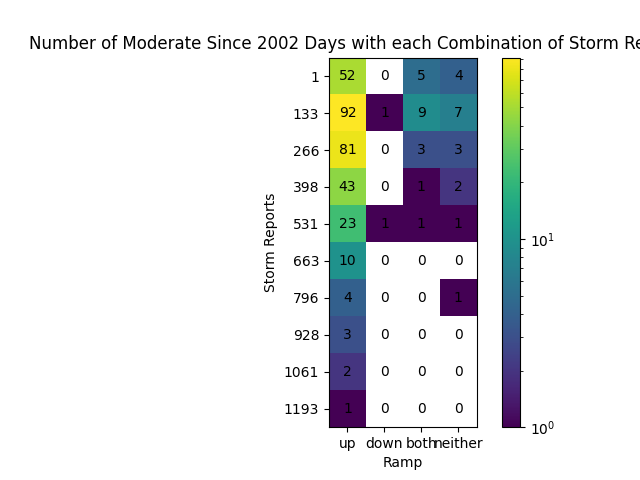 Number of Moderate Since 2002 Days with each Combination of Storm Re
1 52 0 5 4
133 92 1 9 7
266 81 0 3 3
398 43 0 1 2
531 23 1 1 1
663 10 0 0 0
796 4 0 0 1
928 3 0 0 0
1061 2 0 0 0
1193 1 0 0 0
up down both neither
Ramp
Storm Reports
10¹
10⁰